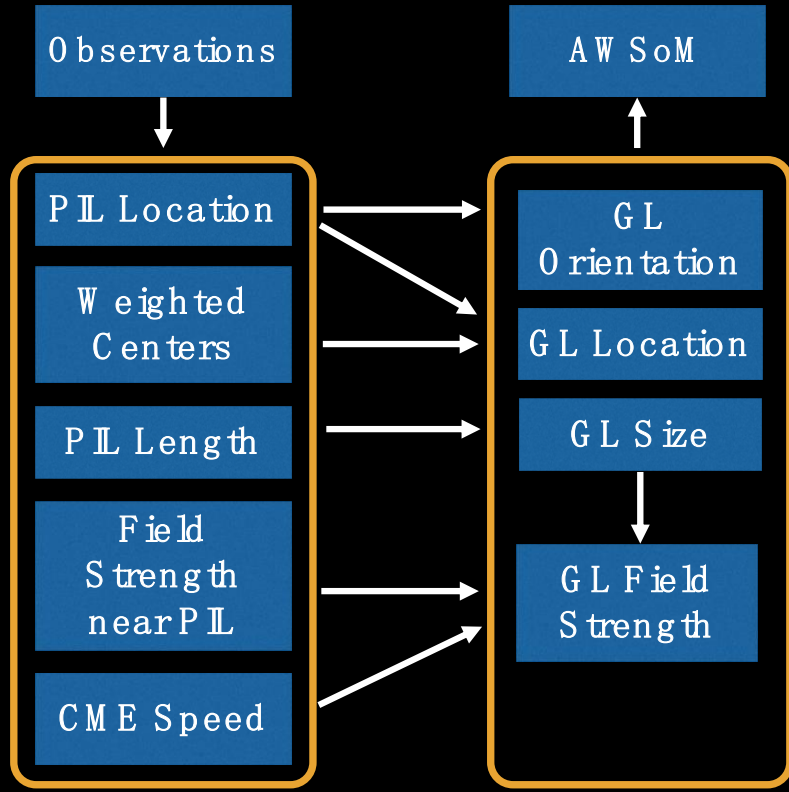 Observations
PIL Location
Weighted
Centers
PIL Length
Field
Strength
near PIL
CME Speed
AWSoM
GL
Orientation
GL Location
GL Size
GL Field
Strength